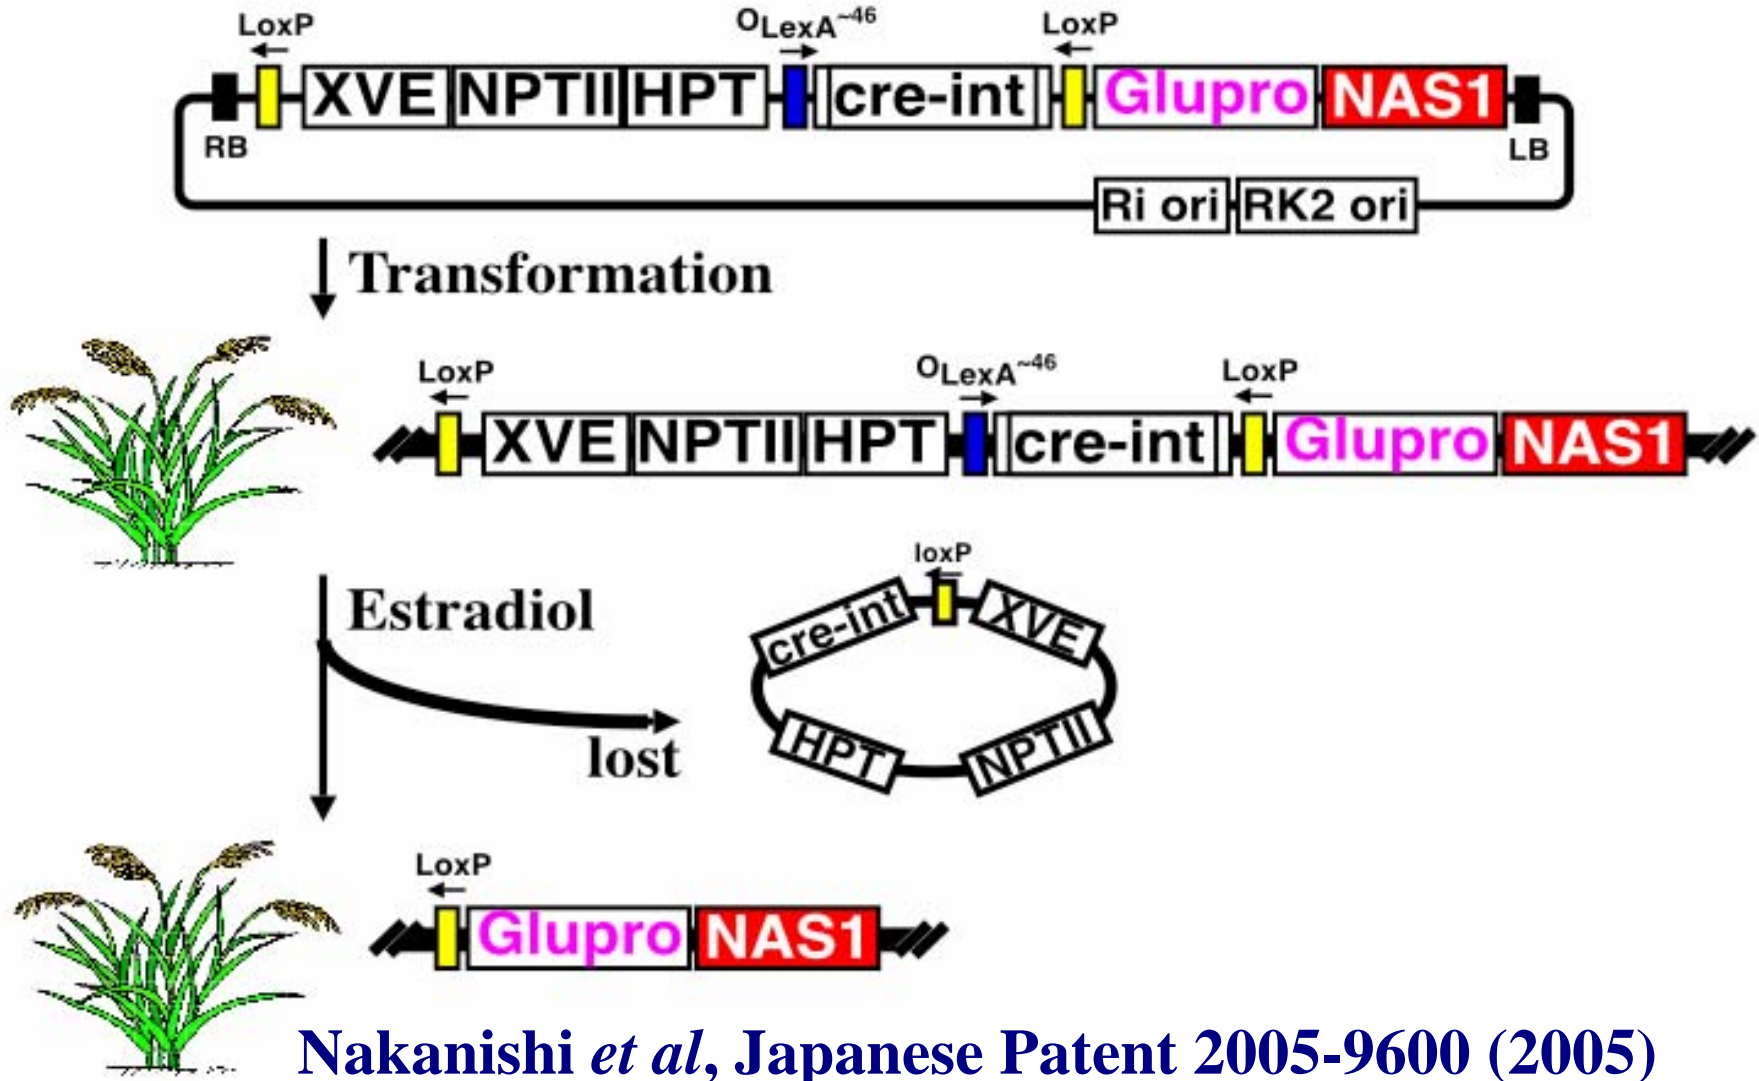 LoxP OLexA~46 LoxP
XVE NPTII HPT cre-int Glupro NAS1
RB LB
Ri ori RK2 ori
Transformation
LoxP OLexA~46 LoxP
XVE NPTII HPT cre-int Glupro NAS1
loxP
Estradiol
cre-int XVE
HPT NPTII
lost
LoxP
Glupro NAS1
Nakanishi et al, Japanese Patent 2005-9600 (2005)